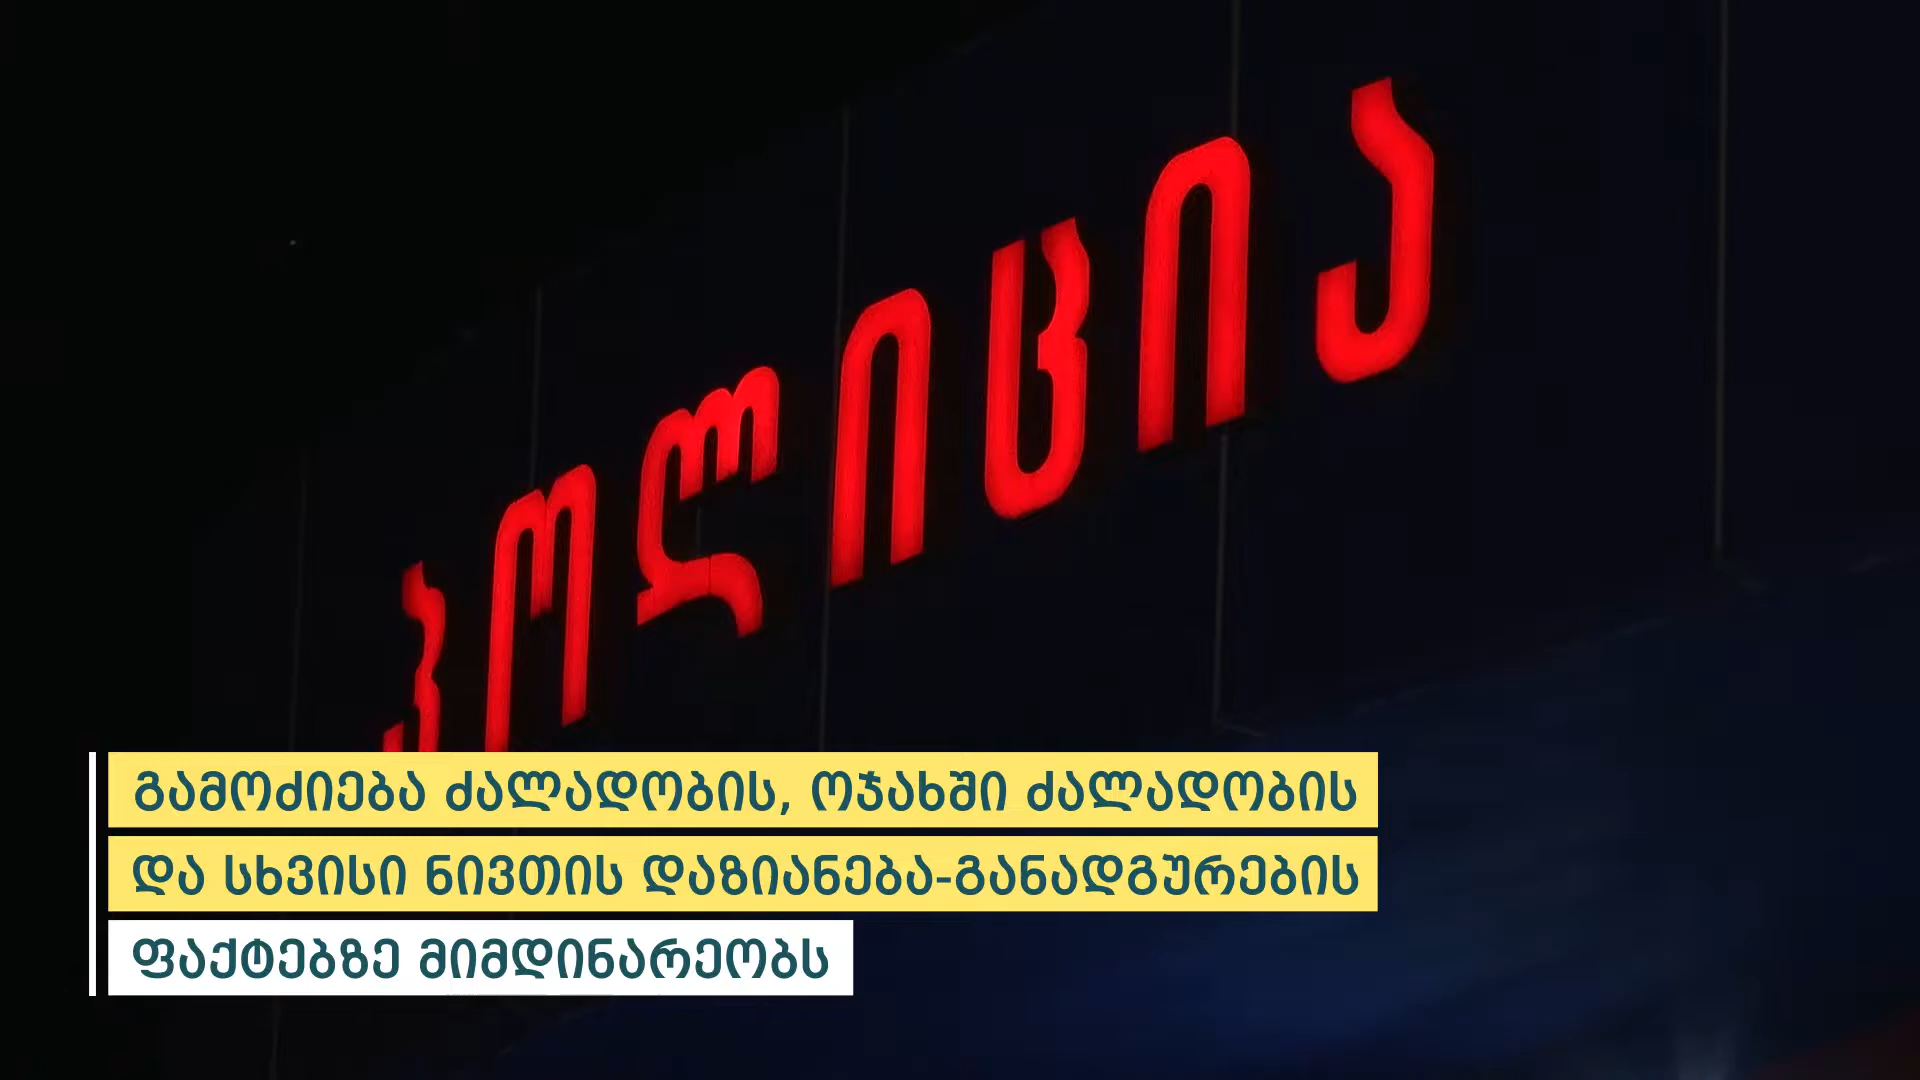 პოლიცია
გამოძიება ძალადობის, ოჯახში ძალადობის
და სხვისი ნივთის დაზიანება-განადგურების
ფაქტებზე მიმდინარეობს